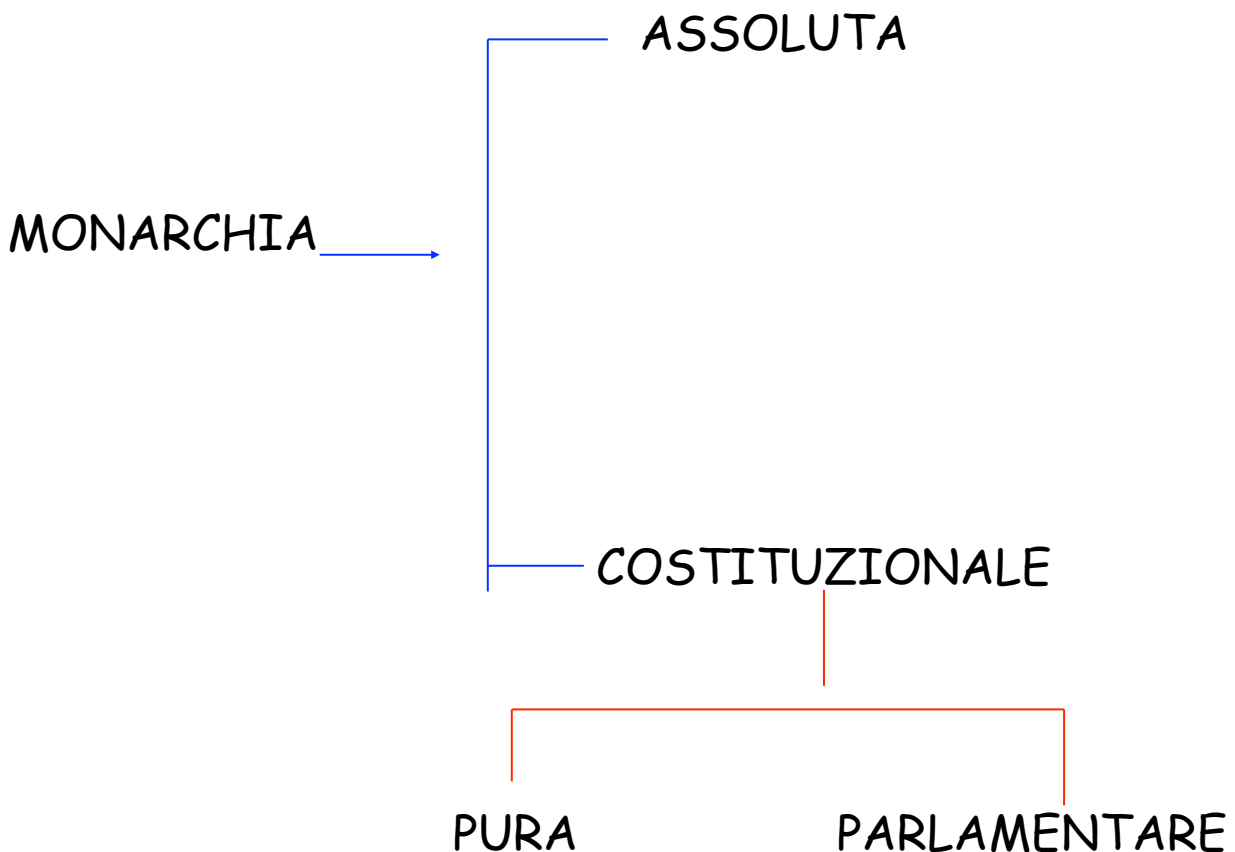 ASSOLUTA
MONARCHIA
COSTITUZIONALE
PURA
PARLAMENTARE